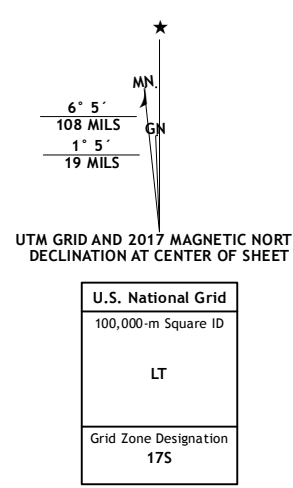 MN.
6° 5´
108 MILS
GN
1° 5´
19 MILS
UTM GRID AND 2017 MAGNETIC NORT
DECLINATION AT CENTER OF SHEET
U.S. National Grid
100,000-m Square ID
LT
Grid Zone Designation
17S